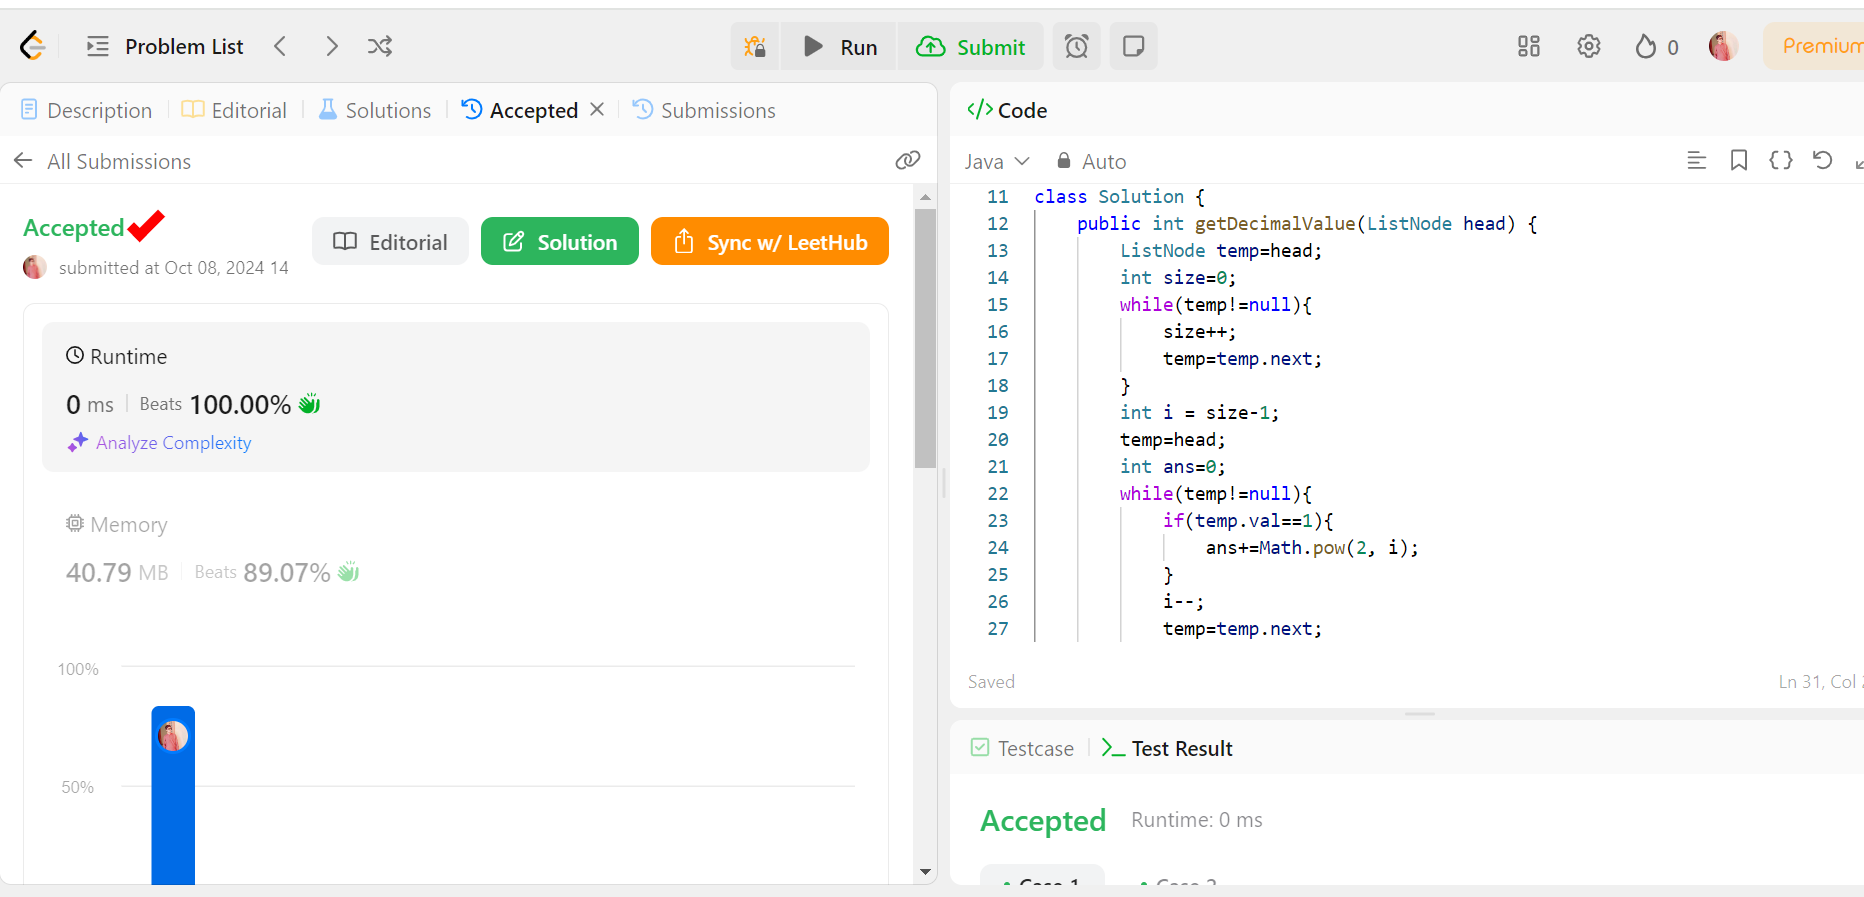 Problem List
Run
Submit
0
Premium
Description
Editorial
Solutions
Accepted
Submissions
All Submissions
Accepted
submitted at Oct 08, 2024 14
Editorial
Solution
Sync w/ LeetHub
Runtime
0 ms
Beats 100.00%
Analyze Complexity
Memory
40.79 MB
Beats 89.07%
100%
50%
</> Code
Java
Auto
11 class Solution {
12 public int getDecimalValue(ListNode head) {
13 ListNode temp=head;
14 int size=0;
15 while(temp!=null){
16 size++;
17 temp=temp.next;
18 }
19 int i = size-1;
20 temp=head;
21 int ans=0;
22 while(temp!=null){
23 if(temp.val==1){
24 ans+=Math.pow(2, i);
25 }
26 i--;
27 temp=temp.next;
Saved
Ln 31, Col
Testcase
Test Result
Accepted
Runtime: 0 ms
Case 1
Case 2